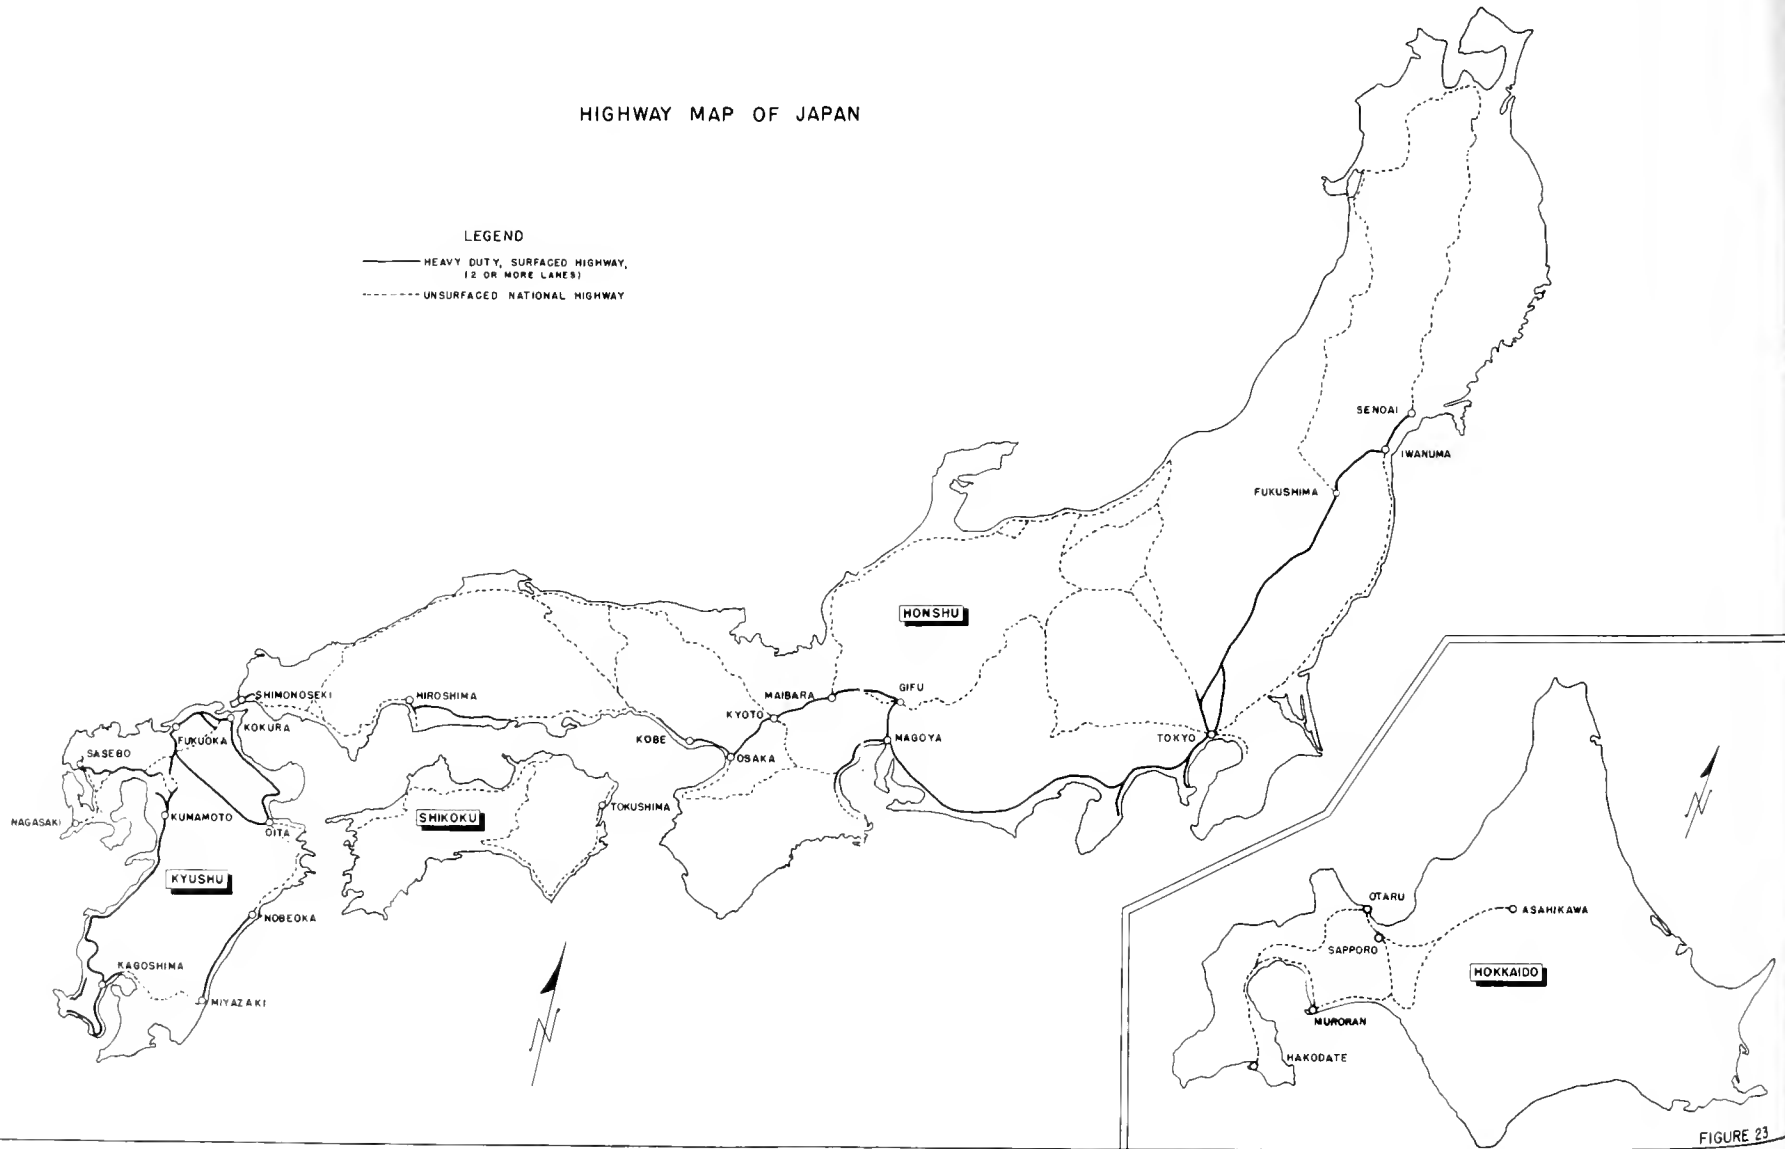 HIGHWAY MAP OF JAPAN
LEGEND
HEAVY DUTY, SURFACED HIGHWAY,
(2 OR MORE LANES)
UNSURFACED NATIONAL HIGHWAY
SENOAI
IWANUMA
FUKUSHIMA
HONSHU
SHIMONOSEKI
HIROSHIMA
MAIBARA
GIFU
KYOTO
KOKURA
FUKUOKA
KOBE
MAGOYA
TOKYO
SASEBO
OSAKA
TOKUSHIMA
NAGASAKI
KUMAMOTO
SHIKOKU
OITA
KYUSHU
NOBEOKA
KAGOSHIMA
MIYAZAKI
N
N
OTARU
ASAHIKAWA
SAPPORO
HOKKAIDO
MURORAN
HAKODATE
FIGURE 23